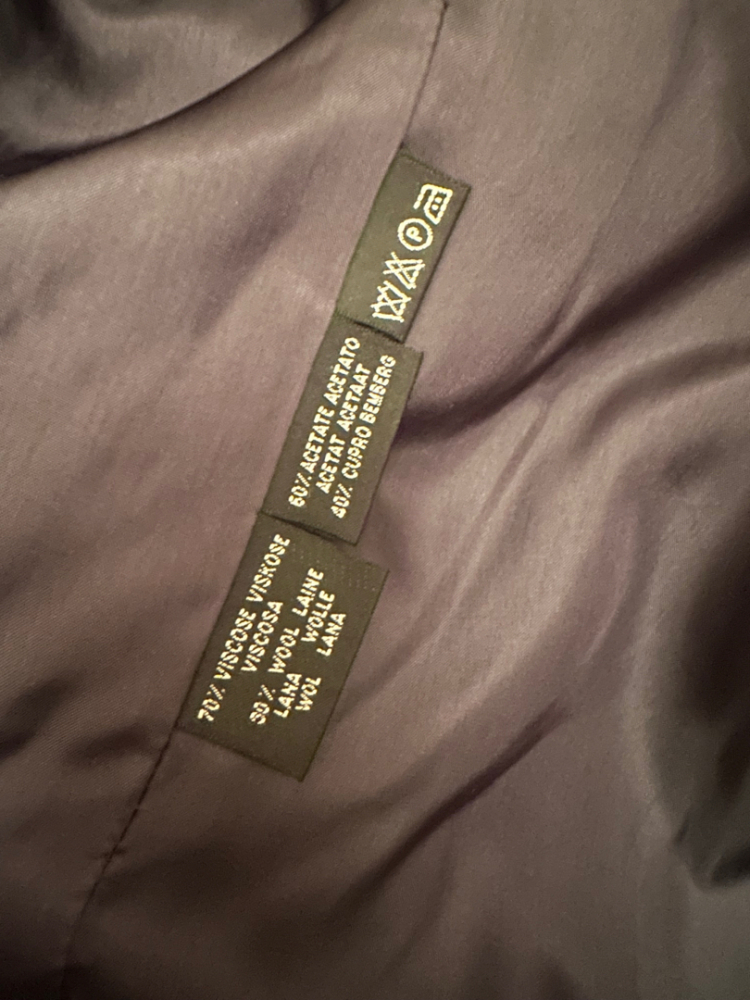 P
60% ACETATE ACETATO
ACETAT ACETAAT
40% CUPRO BEMBERG
70% VISCOSE VISKOSE
VISCOSA
30% WOOL LAINE
LANA WOLLE
WOL LANA